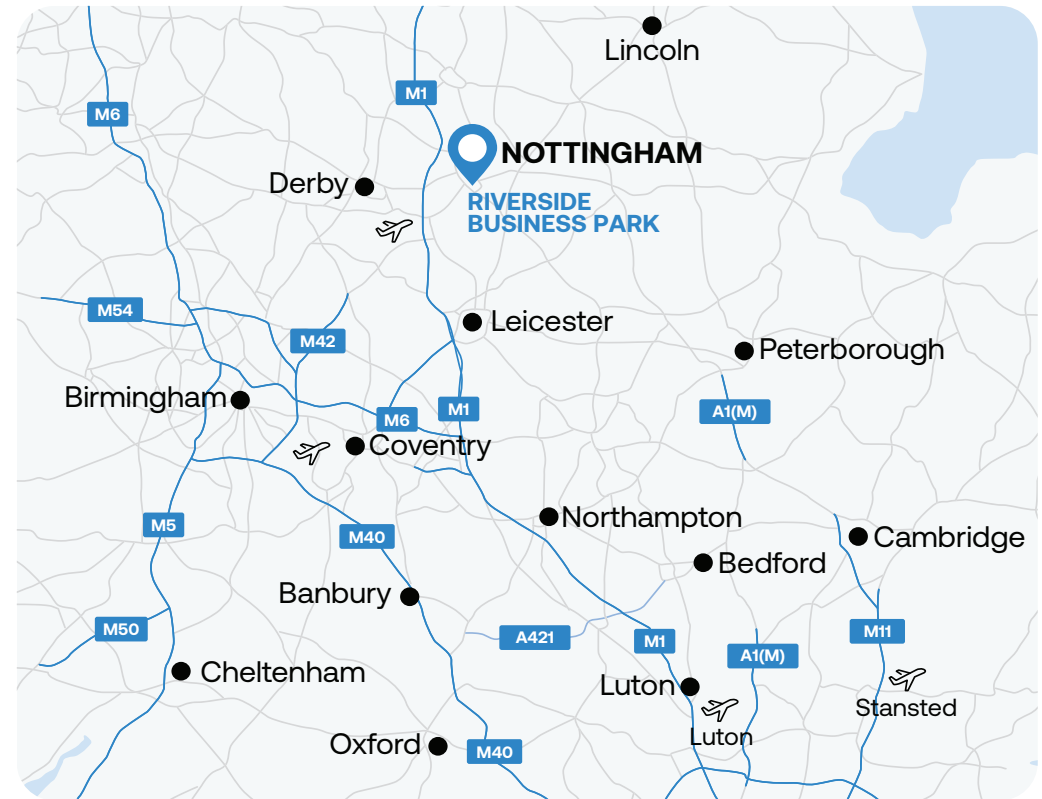 Lincoln
M1
M6
NOTTINGHAM
Derby
RIVERSIDE
BUSINESS PARK
M54
Leicester
M42
Peterborough
Birmingham
M6
M1
A1(M)
Coventry
M5
Northampton
M40
Cambridge
Bedford
Banbury
M50
A421
M1
M11
A1(M)
Cheltenham
Luton
Stansted
Luton
Oxford
M40